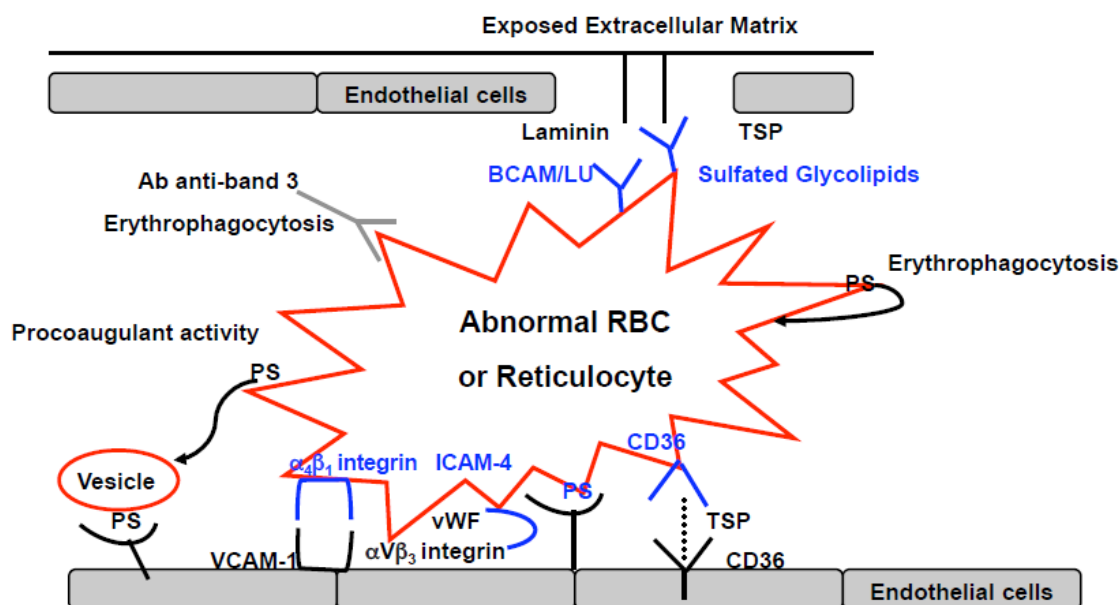 Exposed Extracellular Matrix
Endothelial cells
Laminin
TSP
BCAM/LU
Sulfated Glycolipids
Ab anti-band 3
Erythrophagocytosis
Erythrophagocytosis
PS
Abnormal RBC
or Reticulocyte
Procoaugulant activity
PS
CD36
α4β1 integrin
ICAM-4
Vesicle
PS
PS
vWF
TSP
αVβ3 integrin
VCAM-1
CD36
Endothelial cells